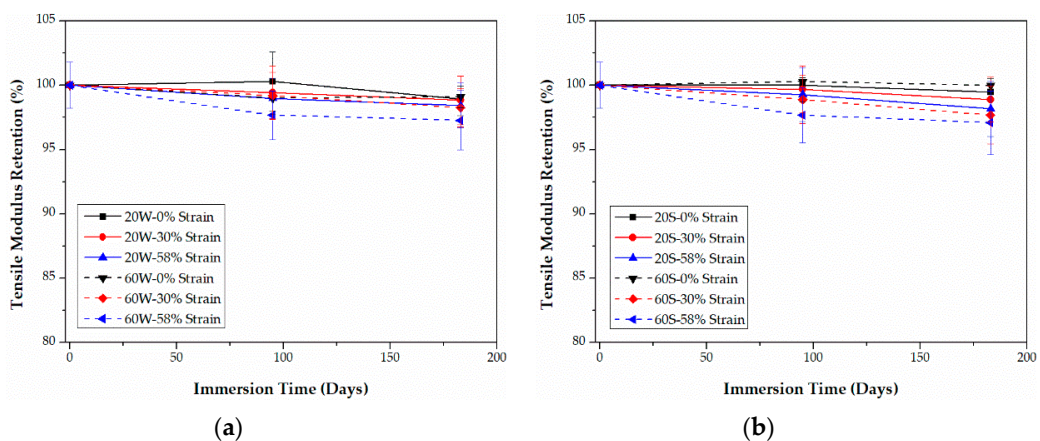 105
100
95
90
85
80
Tensile Modulus Retention (%)
20W-0% Strain
20W-30% Strain
20W-58% Strain
60W-0% Strain
60W-30% Strain
60W-58% Strain
0
50
100
150
200
Immersion Time (Days)
(a)
105
100
95
90
85
80
Tensile Modulus Retention (%)
20S-0% Strain
20S-30% Strain
20S-58% Strain
60S-0% Strain
60S-30% Strain
60S-58% Strain
0
50
100
150
200
Immersion Time (Days)
(b)